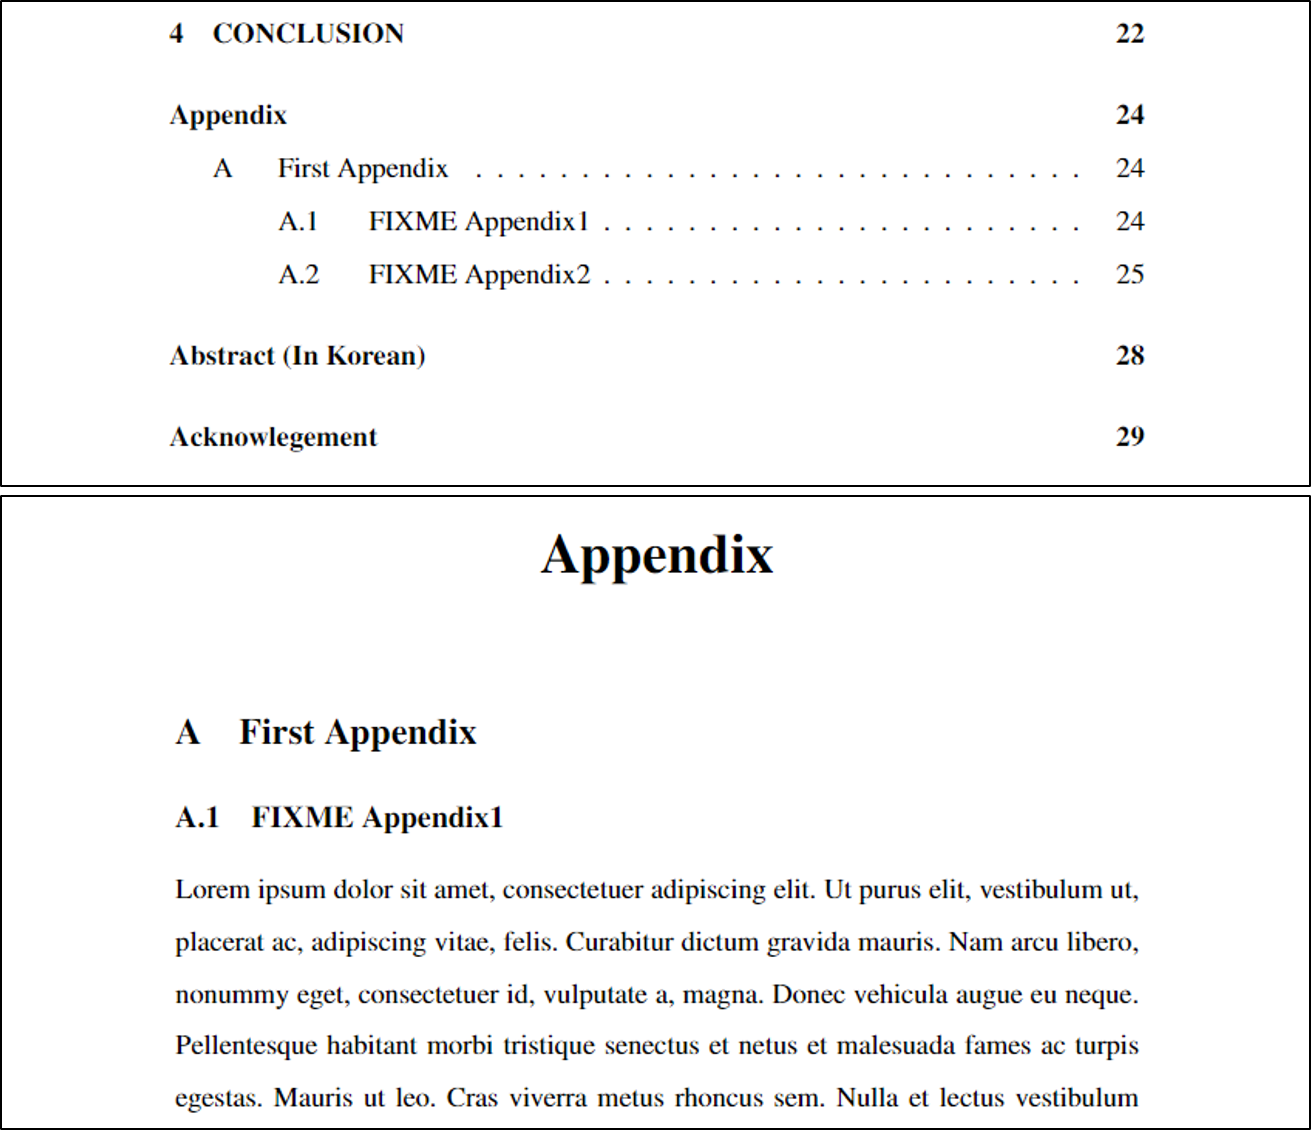 4 CONCLUSION 22
Appendix 24
A First Appendix . . . . . . . . . . . . . . . . . . . . . . . . . . . . . 24
A.1 FIXME Appendix1 . . . . . . . . . . . . . . . . . . . . . . . 24
A.2 FIXME Appendix2 . . . . . . . . . . . . . . . . . . . . . . . 25
Abstract (In Korean) 28
Acknowlegement 29
Appendix
A First Appendix
A.1 FIXME Appendix1
Lorem ipsum dolor sit amet, consectetuer adipiscing elit. Ut purus elit, vestibulum ut,
placerat ac, adipiscing vitae, felis. Curabitur dictum gravida mauris. Nam arcu libero,
nonummy eget, consectetuer id, vulputate a, magna. Donec vehicula augue eu neque.
Pellentesque habitant morbi tristique senectus et netus et malesuada fames ac turpis
egestas. Mauris ut leo. Cras viverra metus rhoncus sem. Nulla et lectus vestibulum